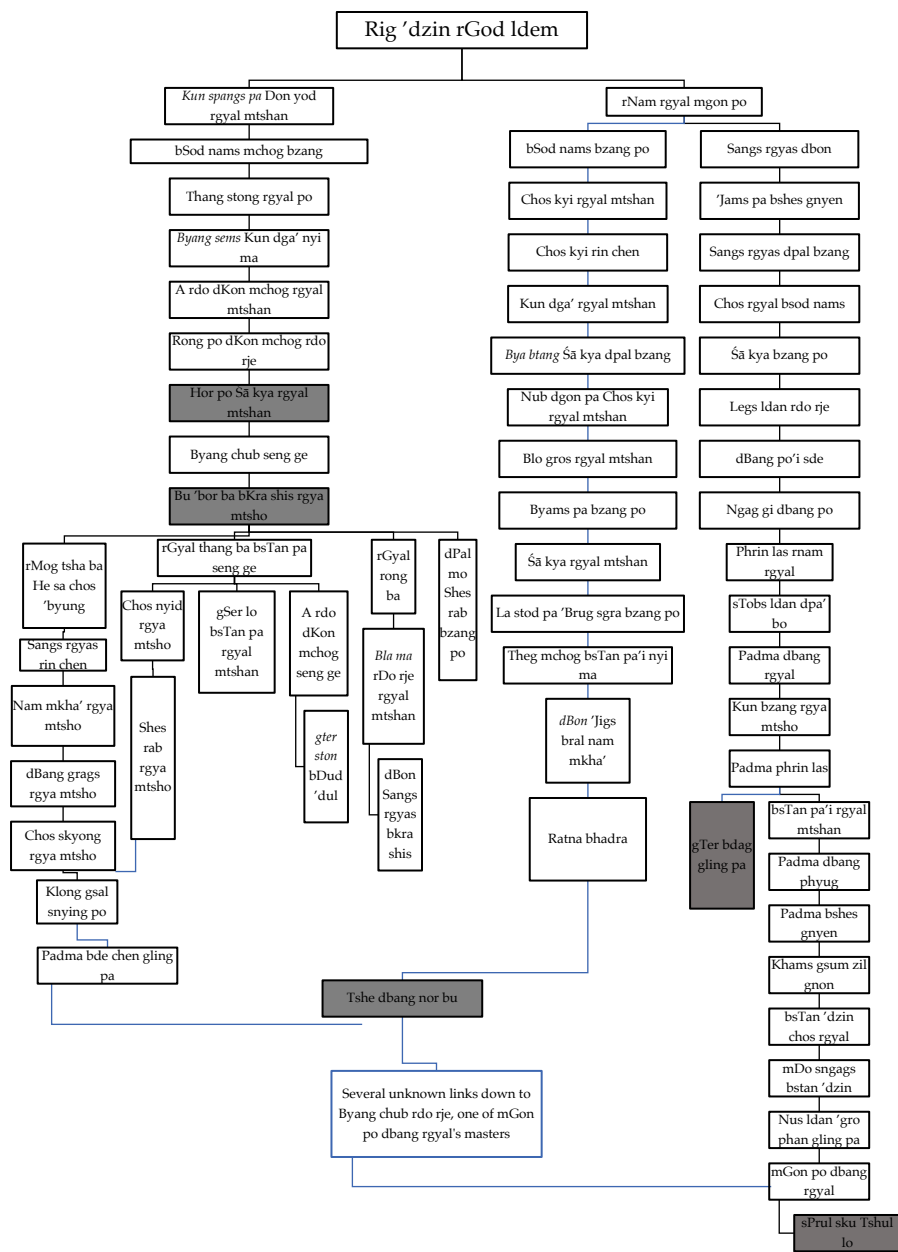 Rig ’dzin rGod ldem
Kun spangs pa Don yod
rgyal mtshan
bSod nams mchog bzang
Thang stong rgyal po
Byang sems Kun dga’ nyi
ma
A rdo dKon mchog rgyal
mtshan
Rong po dKon mchog rdo
rje
Hor po Śā kya rgyal
mtshan
Byang chub seng ge
Bu ’bor ba bKra shis rgya
mtsho
rMog tsha ba
He sa chos
’byung
Sangs rgyas
rin chen
Nam mkha’ rgya
mtsho
dBang grags
rgya mtsho
Chos skyong
rgya mtsho
Klong gsal
snying po
Padma bde chen gling
pa
rGyal thang ba bsTan pa
seng ge
Chos nyid
rgya
mtsho
Shes
rab
rgya
mtsho
gSer lo
bsTan pa
rgyal
mtshan
A rdo
dKon
mchog
seng ge
gter
ston
bDud
’dul
rGyal
rong
ba
Bla ma
rDo rje
rgyal
mtshan
dBon
Sangs
rgyas
bkra
shis
dPal
mo
Shes
rab
bzang
po
rNam rgyal mgon po
bSod nams bzang po
Chos kyi rgyal mtshan
Chos kyi rin chen
Kun dga’ rgyal mtshan
Bya btang Śā kya dpal bzang
Nub dgon pa Chos kyi
rgyal mtshan
Blo gros rgyal mtshan
Byams pa bzang po
Śā kya rgyal mtshan
La stod pa ’Brug sgra bzang po
Theg mchog bsTan pa’i nyi
ma
dBon ’Jigs
bral nam
mkha’
Ratna bhadra
Tshe dbang nor bu
Several unknown links down to
Byang chub rdo rje, one of mGon
po dbang rgyal's masters
Sangs rgyas dbon
’Jams pa bshes gnyen
Sangs rgyas dpal bzang
Chos rgyal bsod nams
Śā kya bzang po
Legs ldan rdo rje
dBang po’i sde
Ngag gi dbang po
Phrin las rnam
rgyal
sTobs ldan dpa’
bo
Padma dbang
rgyal
Kun bzang rgya
mtsho
Padma phrin las
gTer bdag
gling pa
bsTan pa’i rgyal
mtshan
Padma dbang
phyug
Padma bshes
gnyen
Khams gsum zil
gnon
bsTan ’dzin
chos rgyal
mDo sngags
bstan ’dzin
Nus ldan ’gro
phan gling pa
mGon po dbang
rgyal
sPrul sku Tshul
lo